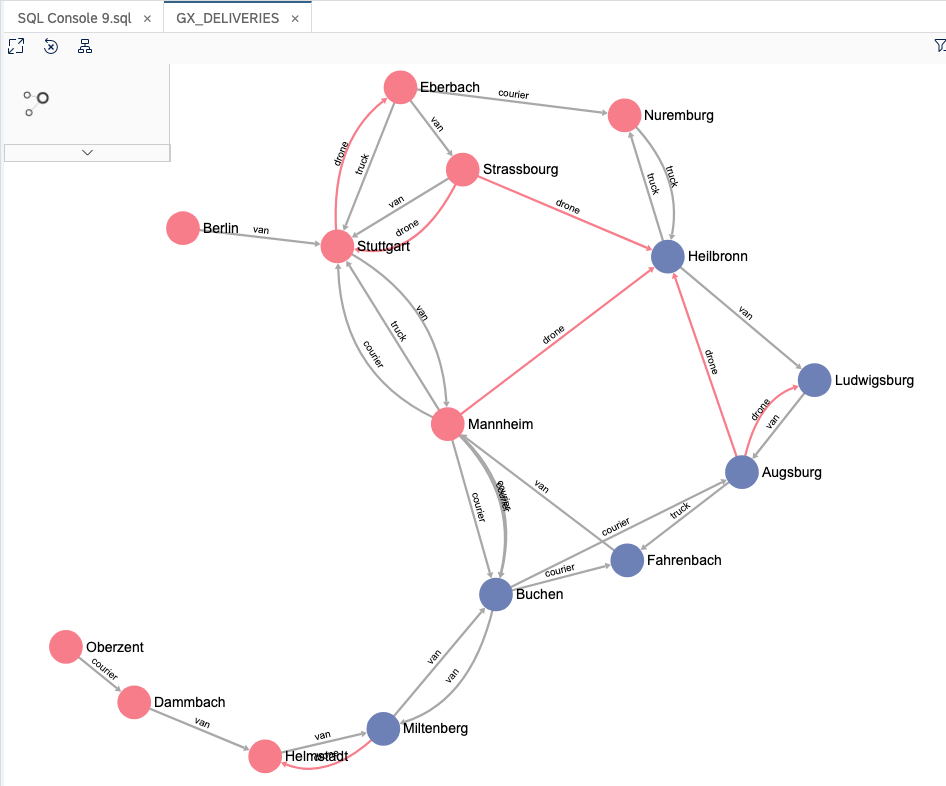 SQL Console 9.sql × GX_DELIVERIES ×
Eberbach
courier
Nuremburg
van
drone
truck
Strassbourg
truck
truck
van
drone
Berlin
van
drone
Stuttgart
Heilbronn
van
van
truck
drone
courier
drone
Ludwigsburg
drone
van
Mannheim
Augsburg
van
courier
courier
truck
courier
Fahrenbach
courier
Buchen
Oberzent
van
courier
van
Dammbach
van
Miltenberg
van
Helmstadt